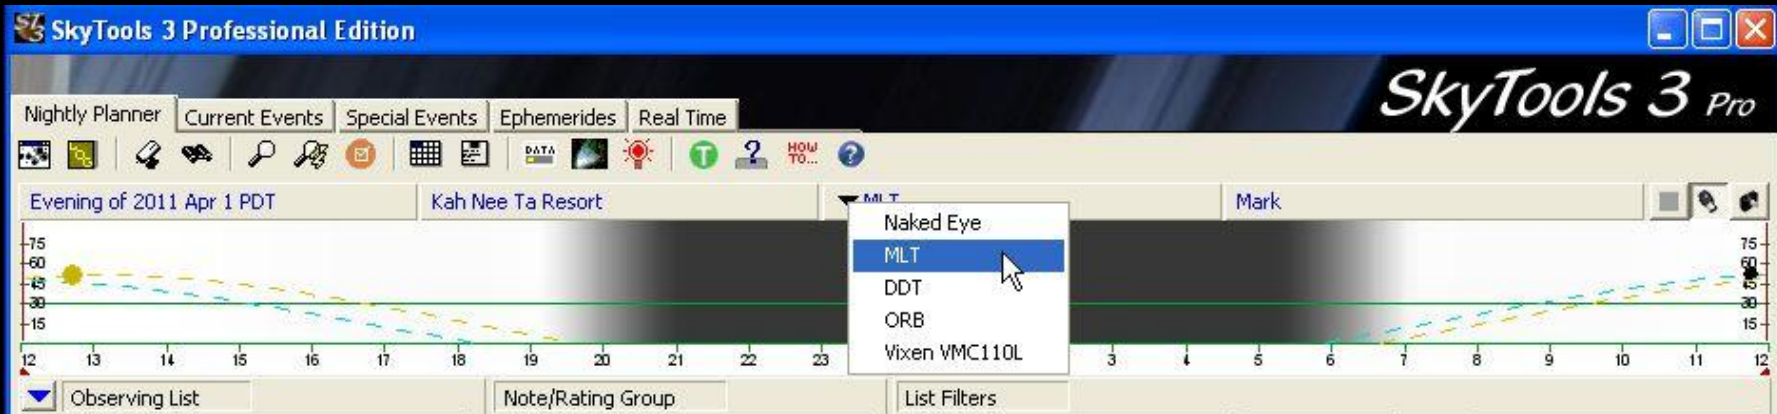 SkyTools 3 Professional Edition
SkyTools 3 Pro
Nightly Planner Current Events Special Events Ephemerides Real Time
DATA T ? HOW TO... ?
Evening of 2011 Apr 1 PDT Kah Nee Ta Resort MLT Mark
Naked Eye
MLT
DDT
ORB
Vixen VMC110L
75 75
60 60
45 45
30 30
15 15
12 13 14 15 16 17 18 19 20 21 22 23 3 4 5 6 7 8 9 10 11 12
Observing List Note/Rating Group List Filters